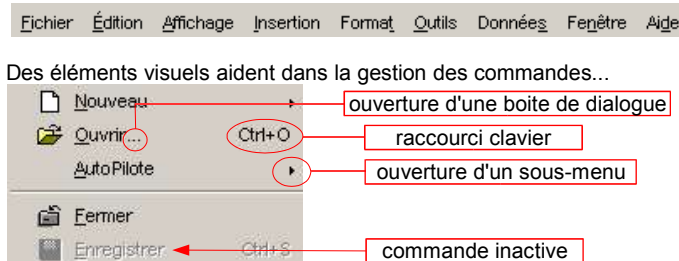 Fichier Édition Affichage Insertion Format Outils Données Fenêtre Aide
Des éléments visuels aident dans la gestion des commandes...
Nouveau ouverture d'une boite de dialogue
Ouvrir... Ctrl+O raccourci clavier
AutoPilote ouverture d'un sous-menu
Fermer
Enregistrer Ctrl+S commande inactive